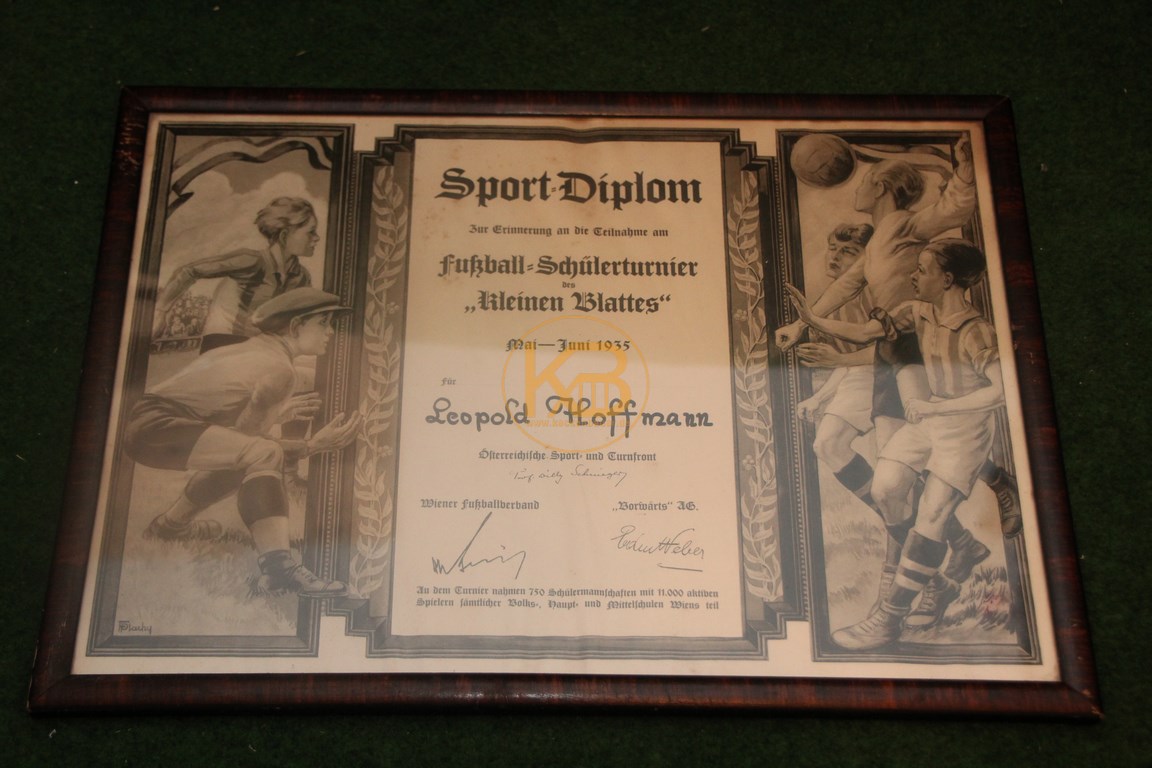 Sport-Diplom
Zur Erinnerung an die Teilnahme am
Fußball-Schülerturnier
des
„Kleinen Blattes“
Mai—Juni 1935
Für
Leopold Hoffmann
Österreichische Sport- und Turnfront
Wiener Fußballverband
„Vorwärts“ AG.
An dem Turnier nahmen 750 Schülermannschaften mit 11.000 aktiven
Spielern sämtlicher Volks-, Haupt- und Mittelschulen Wiens teil